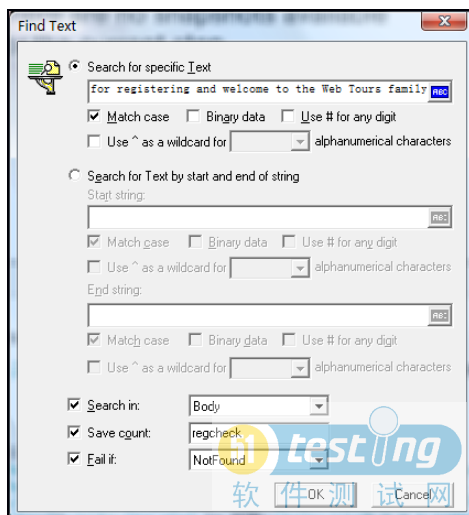 Find Text
Search for specific Text
for registering and welcome to the Web Tours family ABC
Match case Binary data Use # for any digit
Use ^ as a wildcard for alphanumerical characters
Search for Text by start and end of string
Start string:
ABC
Match case Binary data Use # for any digit
Use ^ as a wildcard for alphanumerical characters
End string:
ABC
Match case Binary data Use # for any digit
Use ^ as a wildcard for alphanumerical characters
Search in: Body
Save count: regcheck
Fail if: NotFound
51 testing
软件测试网
OK Cancel